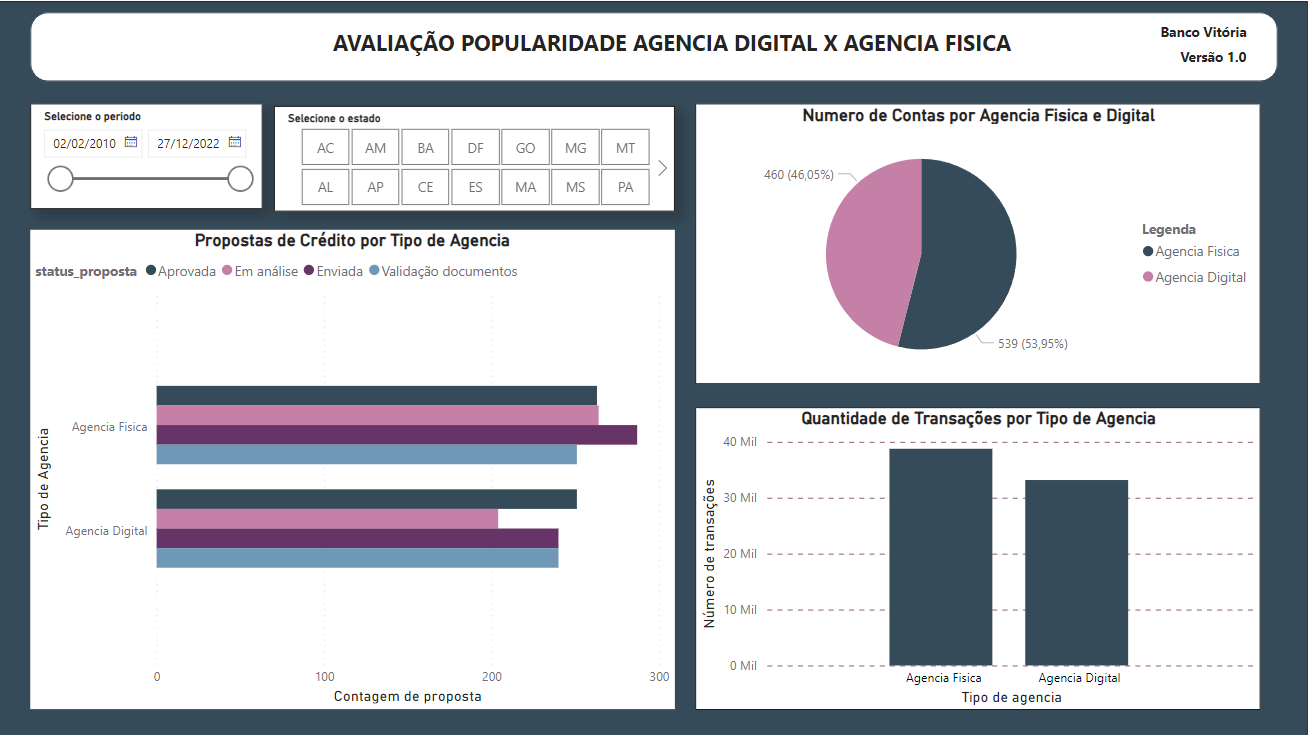 AVALIAÇÃO POPULARIDADE AGENCIA DIGITAL X AGENCIA FISICA
Banco Vitória
Versão 1.0
Selecione o periodo
02/02/2010 27/12/2022
Selecione o estado
AC AM BA DF GO MG MT
AL AP CE ES MA MS PA
Propostas de Crédito por Tipo de Agencia
status_proposta Aprovada Em análise Enviada Validação documentos
Tipo de Agencia
Agencia Fisica
Agencia Digital
0 100 200 300
Contagem de proposta
Numero de Contas por Agencia Fisica e Digital
460 (46,05%)
539 (53,95%)
Legenda
Agencia Fisica
Agencia Digital
Quantidade de Transações por Tipo de Agencia
Número de transações
40 Mil
30 Mil
20 Mil
10 Mil
0 Mil
Agencia Fisica Agencia Digital
Tipo de agencia